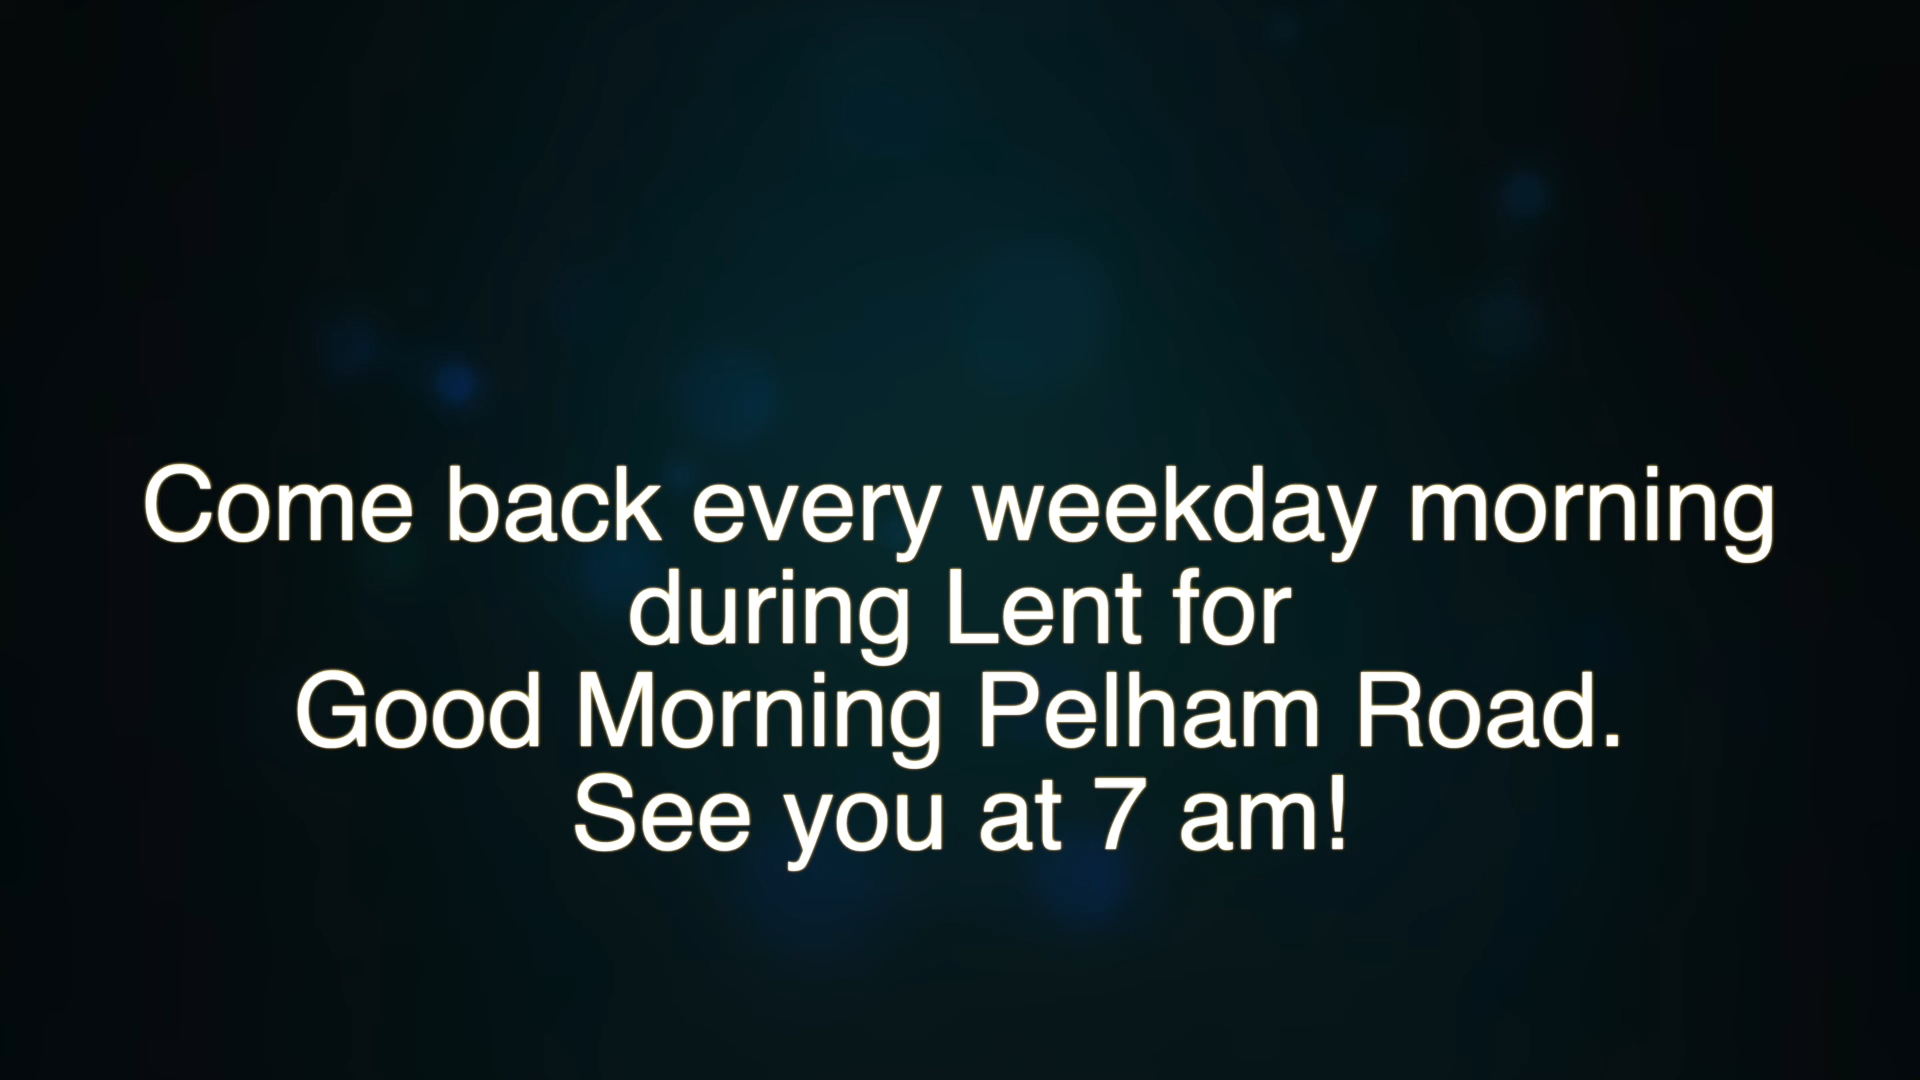 Come back every weekday morning
during Lent for
Good Morning Pelham Road.
See you at 7 am!